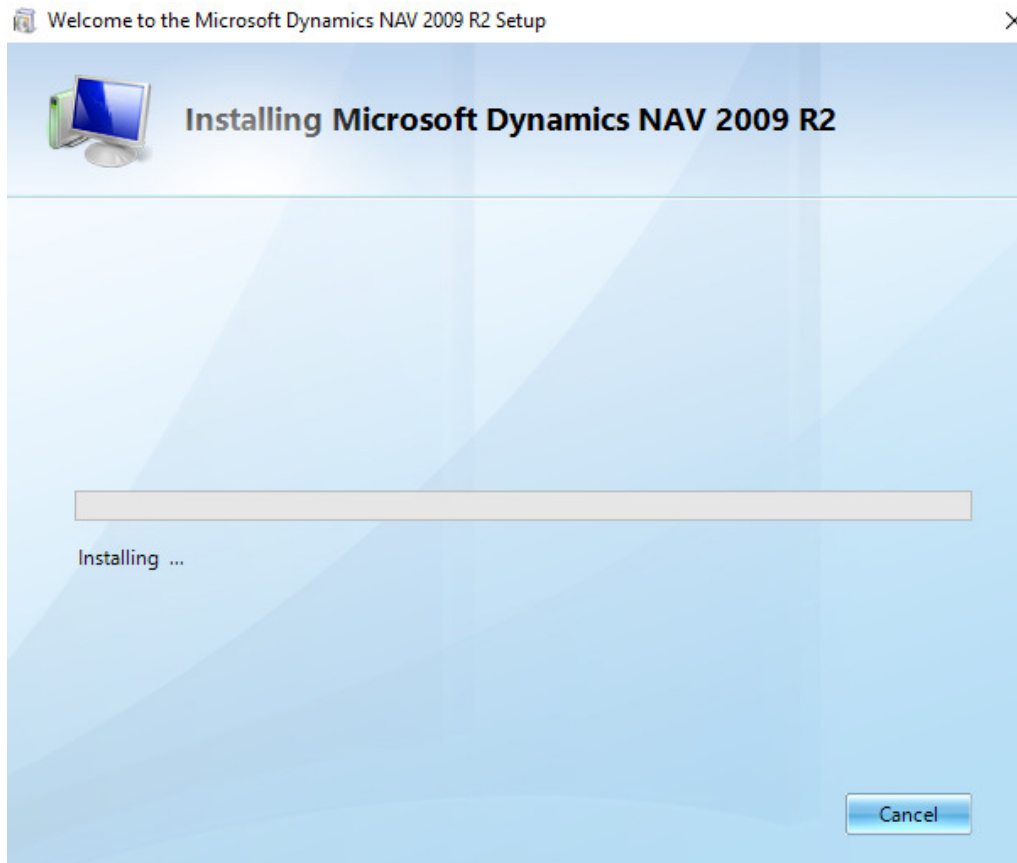 Welcome to the Microsoft Dynamics NAV 2009 R2 Setup
Installing Microsoft Dynamics NAV 2009 R2
Installing ...
Cancel